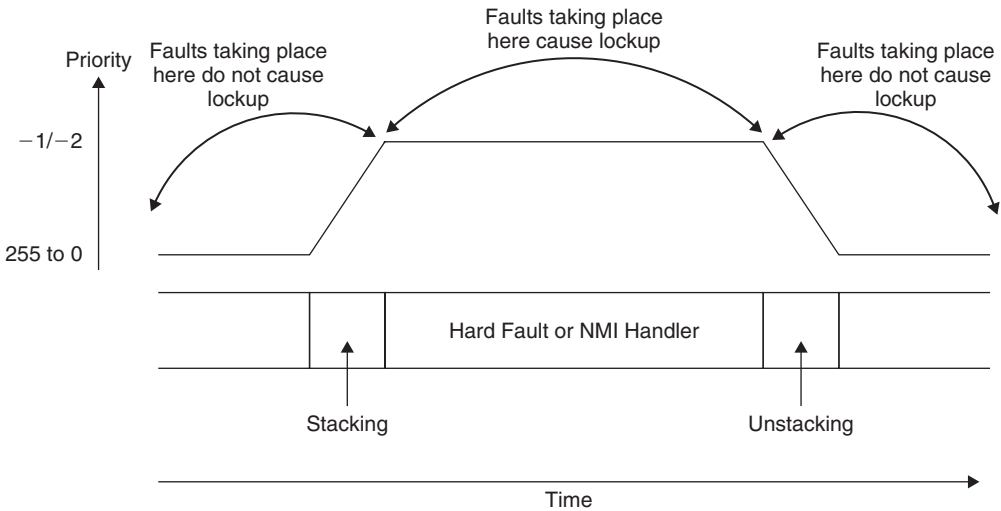 Faults taking place
here cause lockup
Priority
Faults taking place
here do not cause
lockup
Faults taking place
here do not cause
lockup
−1/−2
255 to 0
Hard Fault or NMI Handler
Stacking
Unstacking
Time